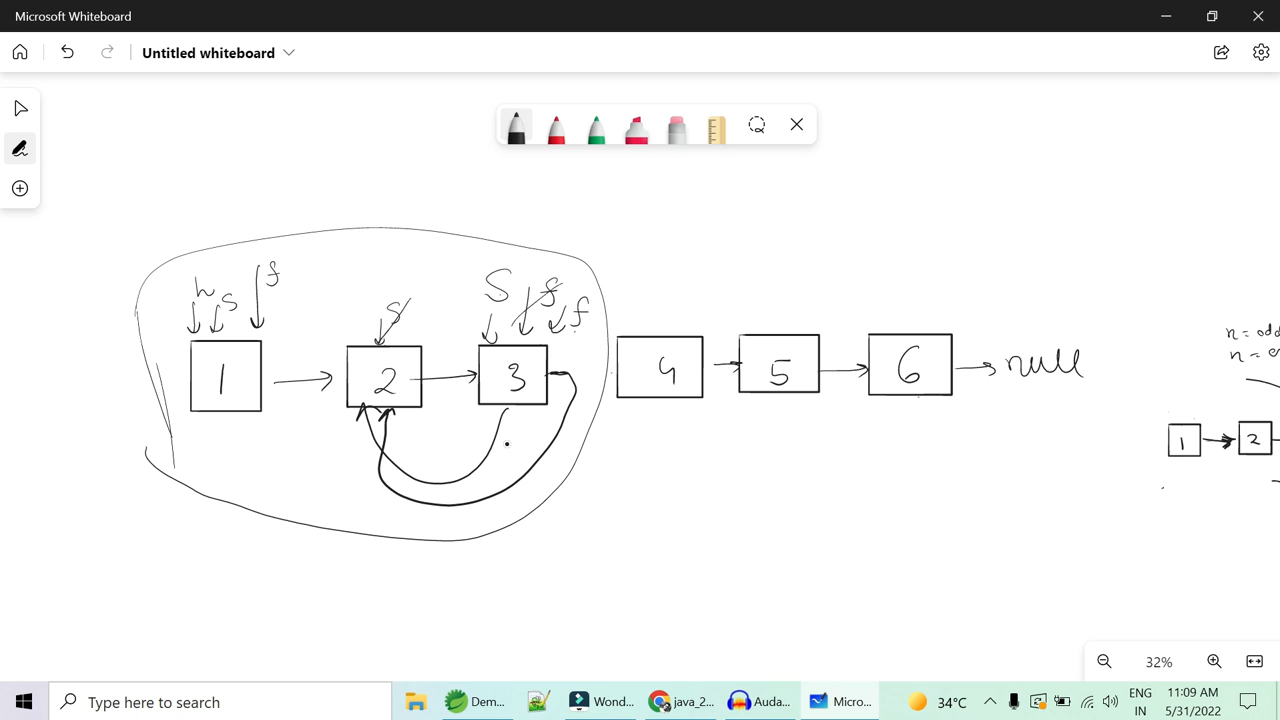 Microsoft Whiteboard
Untitled whiteboard
h s f
s
S f f
1 2 3 4 5 6 null
n = odd
n = e
1 2
32%
Type here to search
Dem...
Wond...
java_2...
Auda...
Micro...
34°C
ENG
IN
11:09 AM
5/31/2022